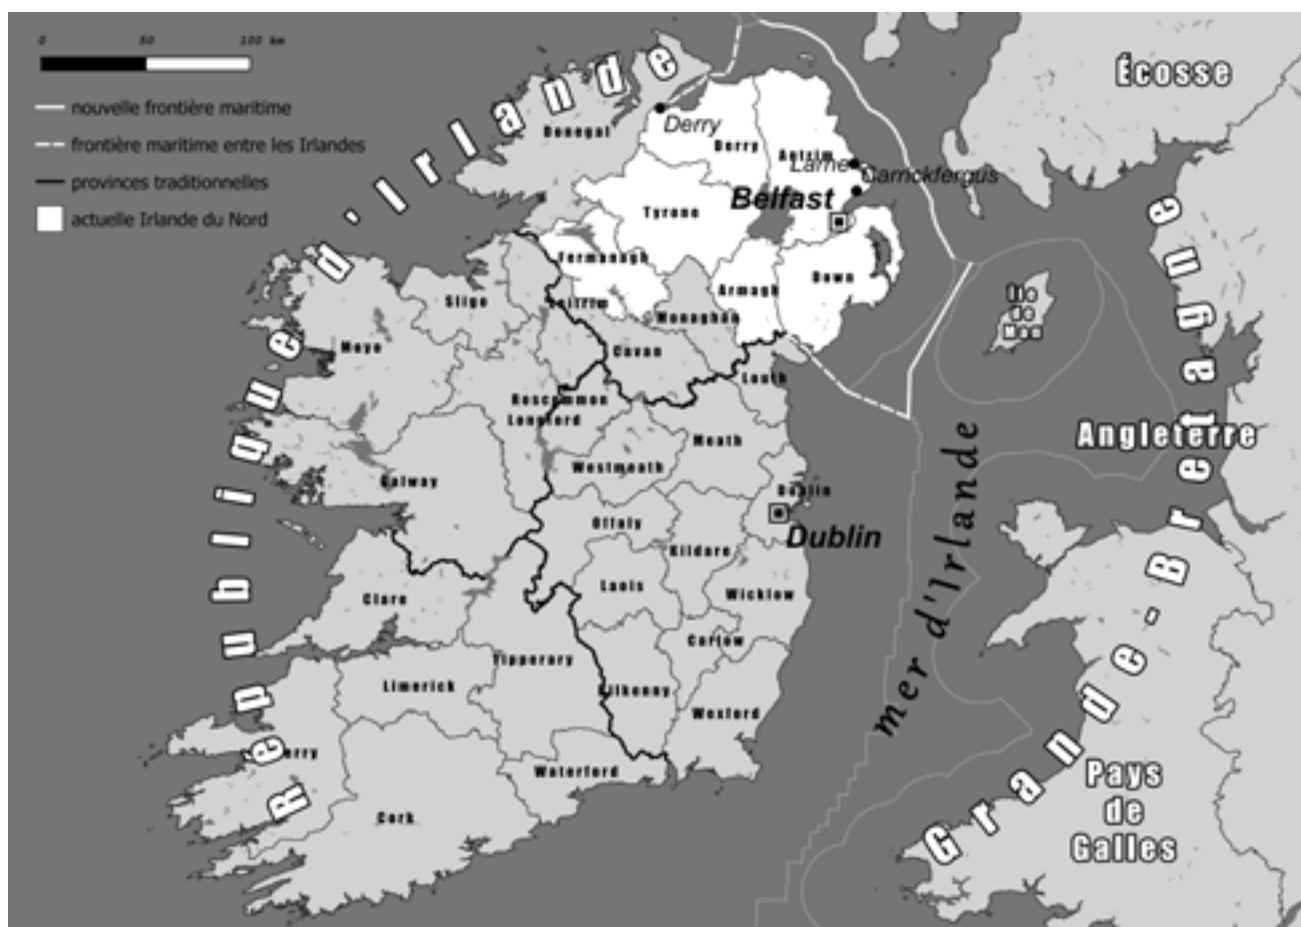 0 50 100 km
nouvelle frontière maritime
frontière maritime entre les Irlandes
provinces traditionnelles
actuelle Irlande du Nord
République d'Irlande
Grande-Bretagne
Écosse
Angleterre
Pays
de
Galles
Île
de
Man
mer d'Irlande
Donegal
Derry
Derry
Antrim
Larne
Carrickfergus
Belfast
Tyrone
Fermanagh
Armagh
Down
Monaghan
Sligo
Leitrim
Cavan
Mayo
Louth
Roscommon
Longford
Meath
Westmeath
Galway
Dublin
Dublin
Offaly
Kildare
Laois
Wicklow
Clare
Carlow
Tipperary
Limerick
Kilkenny
Wexford
Kerry
Waterford
Cork